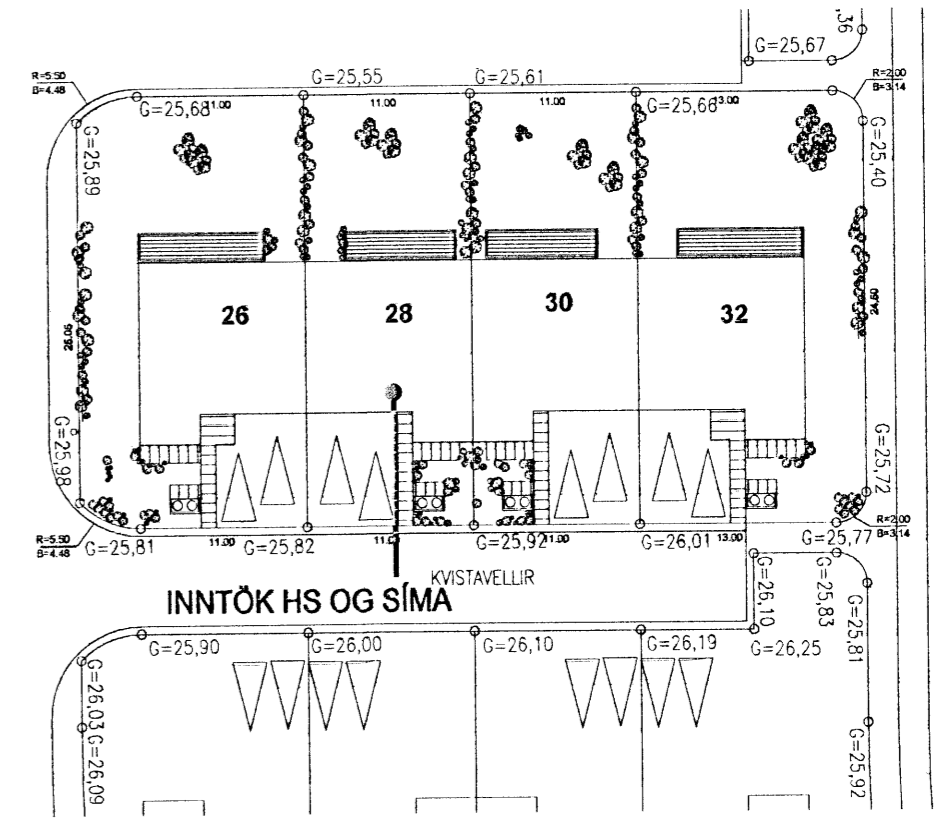 ,36
G=25,67
R=5.50
B=4.48
G=25,55
G=25,61
R=2.00
B=3.14
G=25,68
11.00
11.00
11.00
G=25,66
13.00
G=25,89
G=25,40
26
28
30
32
26.05
24.60
G=25,98
G=25,72
R=5.50
B=4.48
G=25,81
11.00
G=25,82
G=25,92
11.00
G=26,01
13.00
G=25,77
R=2.00
B=3.14
KVISTAVELLIR
INNTÖK HS OG SÍMA
G=26,10
G=25,83
G=25,81
G=25,90
G=26,00
G=26,10
G=26,19
G=26,25
G=26,03
G=26,09
G=25,92